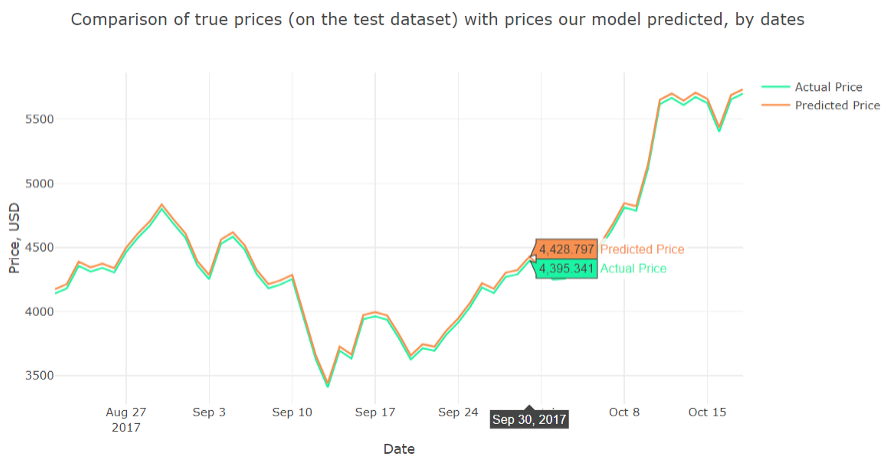 Comparison of true prices (on the test dataset) with prices our model predicted, by dates
Actual Price
Predicted Price
5500
5000
4500
4000
3500
Price, USD
4,428.797 Predicted Price
4,395.341 Actual Price
Aug 27
2017
Sep 3
Sep 10
Sep 17
Sep 24
Sep 30, 2017
Oct 8
Oct 15
Date